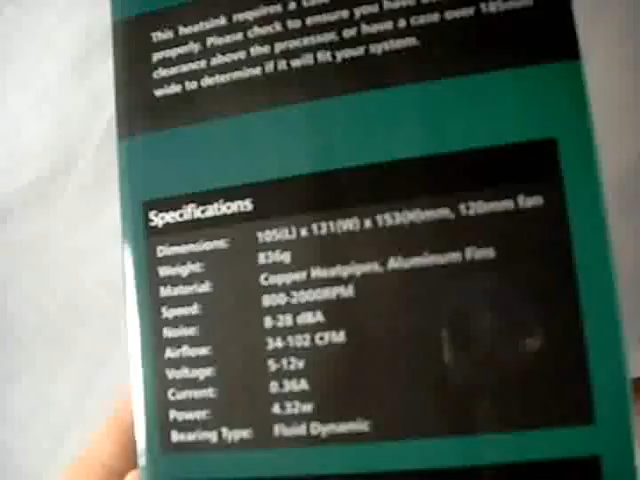 This heatsink requires a case
properly. Please check to ensure you have
clearance above the processor, or have a case over 185mm
wide to determine if it will fit your system.
Specifications
Dimensions: 105(L) x 131(W) x 153(H)mm, 120mm fan
Weight: 836g
Material: Copper Heatpipes, Aluminum Fins
Speed: 800-2000RPM
Noise: 8-28 dBA
Airflow: 34-102 CFM
Voltage: 5-12v
Current: 0.36A
Power: 4.32w
Bearing Type: Fluid Dynamic